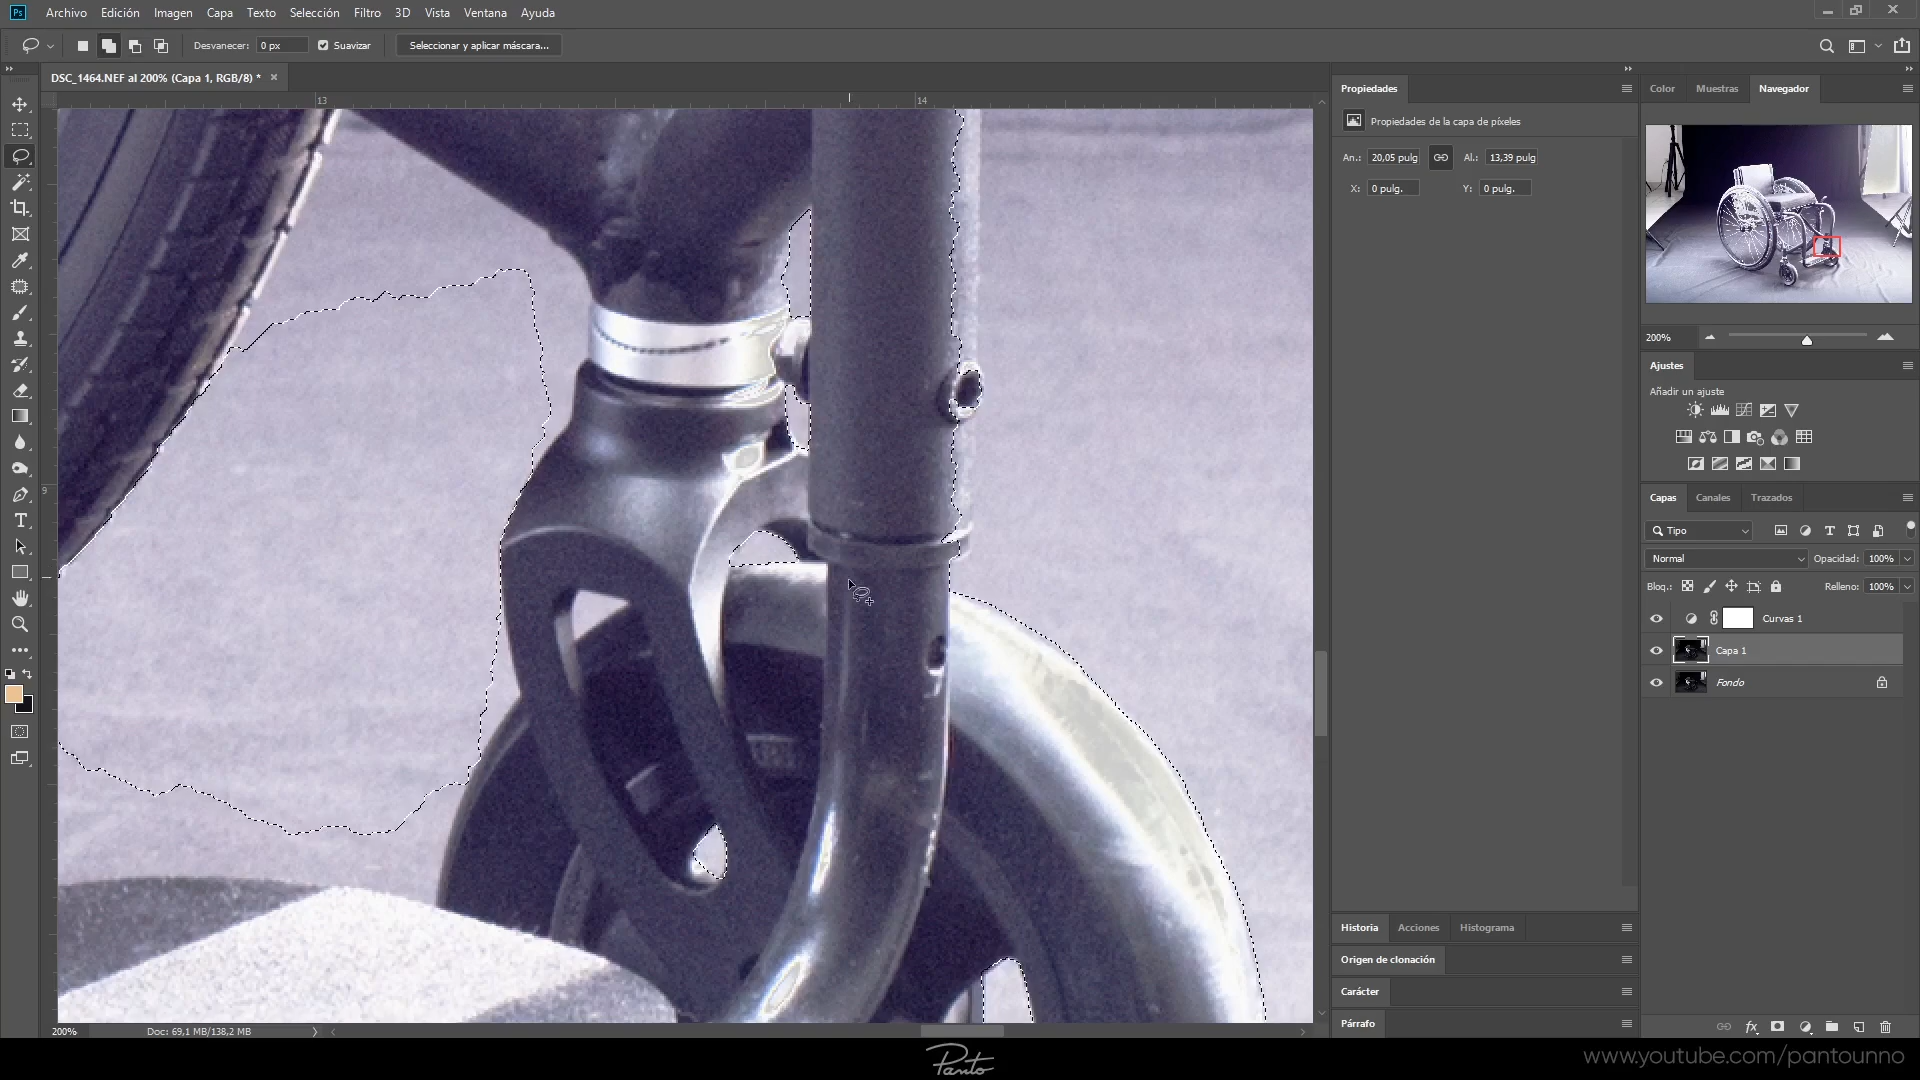 Ps Archivo Edición Imagen Capa Texto Selección Filtro 3D Vista Ventana Ayuda
Desvanecer: 0 px Suavizar Seleccionar y aplicar máscara...
DSC_1464.NEF al 200% (Capa 1, RGB/8) *
13 14
9
Propiedades
Propiedades de la capa de píxeles
An.: 20,05 pulg Al.: 13,39 pulg
X: 0 pulg. Y: 0 pulg.
Historia Acciones Histograma
Origen de clonación
Carácter
Párrafo
Color Muestras Navegador
200%
Ajustes
Añadir un ajuste
Capas Canales Trazados
Tipo
Normal Opacidad: 100%
Bloq.: Relleno: 100%
Curvas 1
Capa 1
Fondo
fx
200% Doc: 69,1 MB/138,2 MB
Panto
www.youtube.com/pantounno